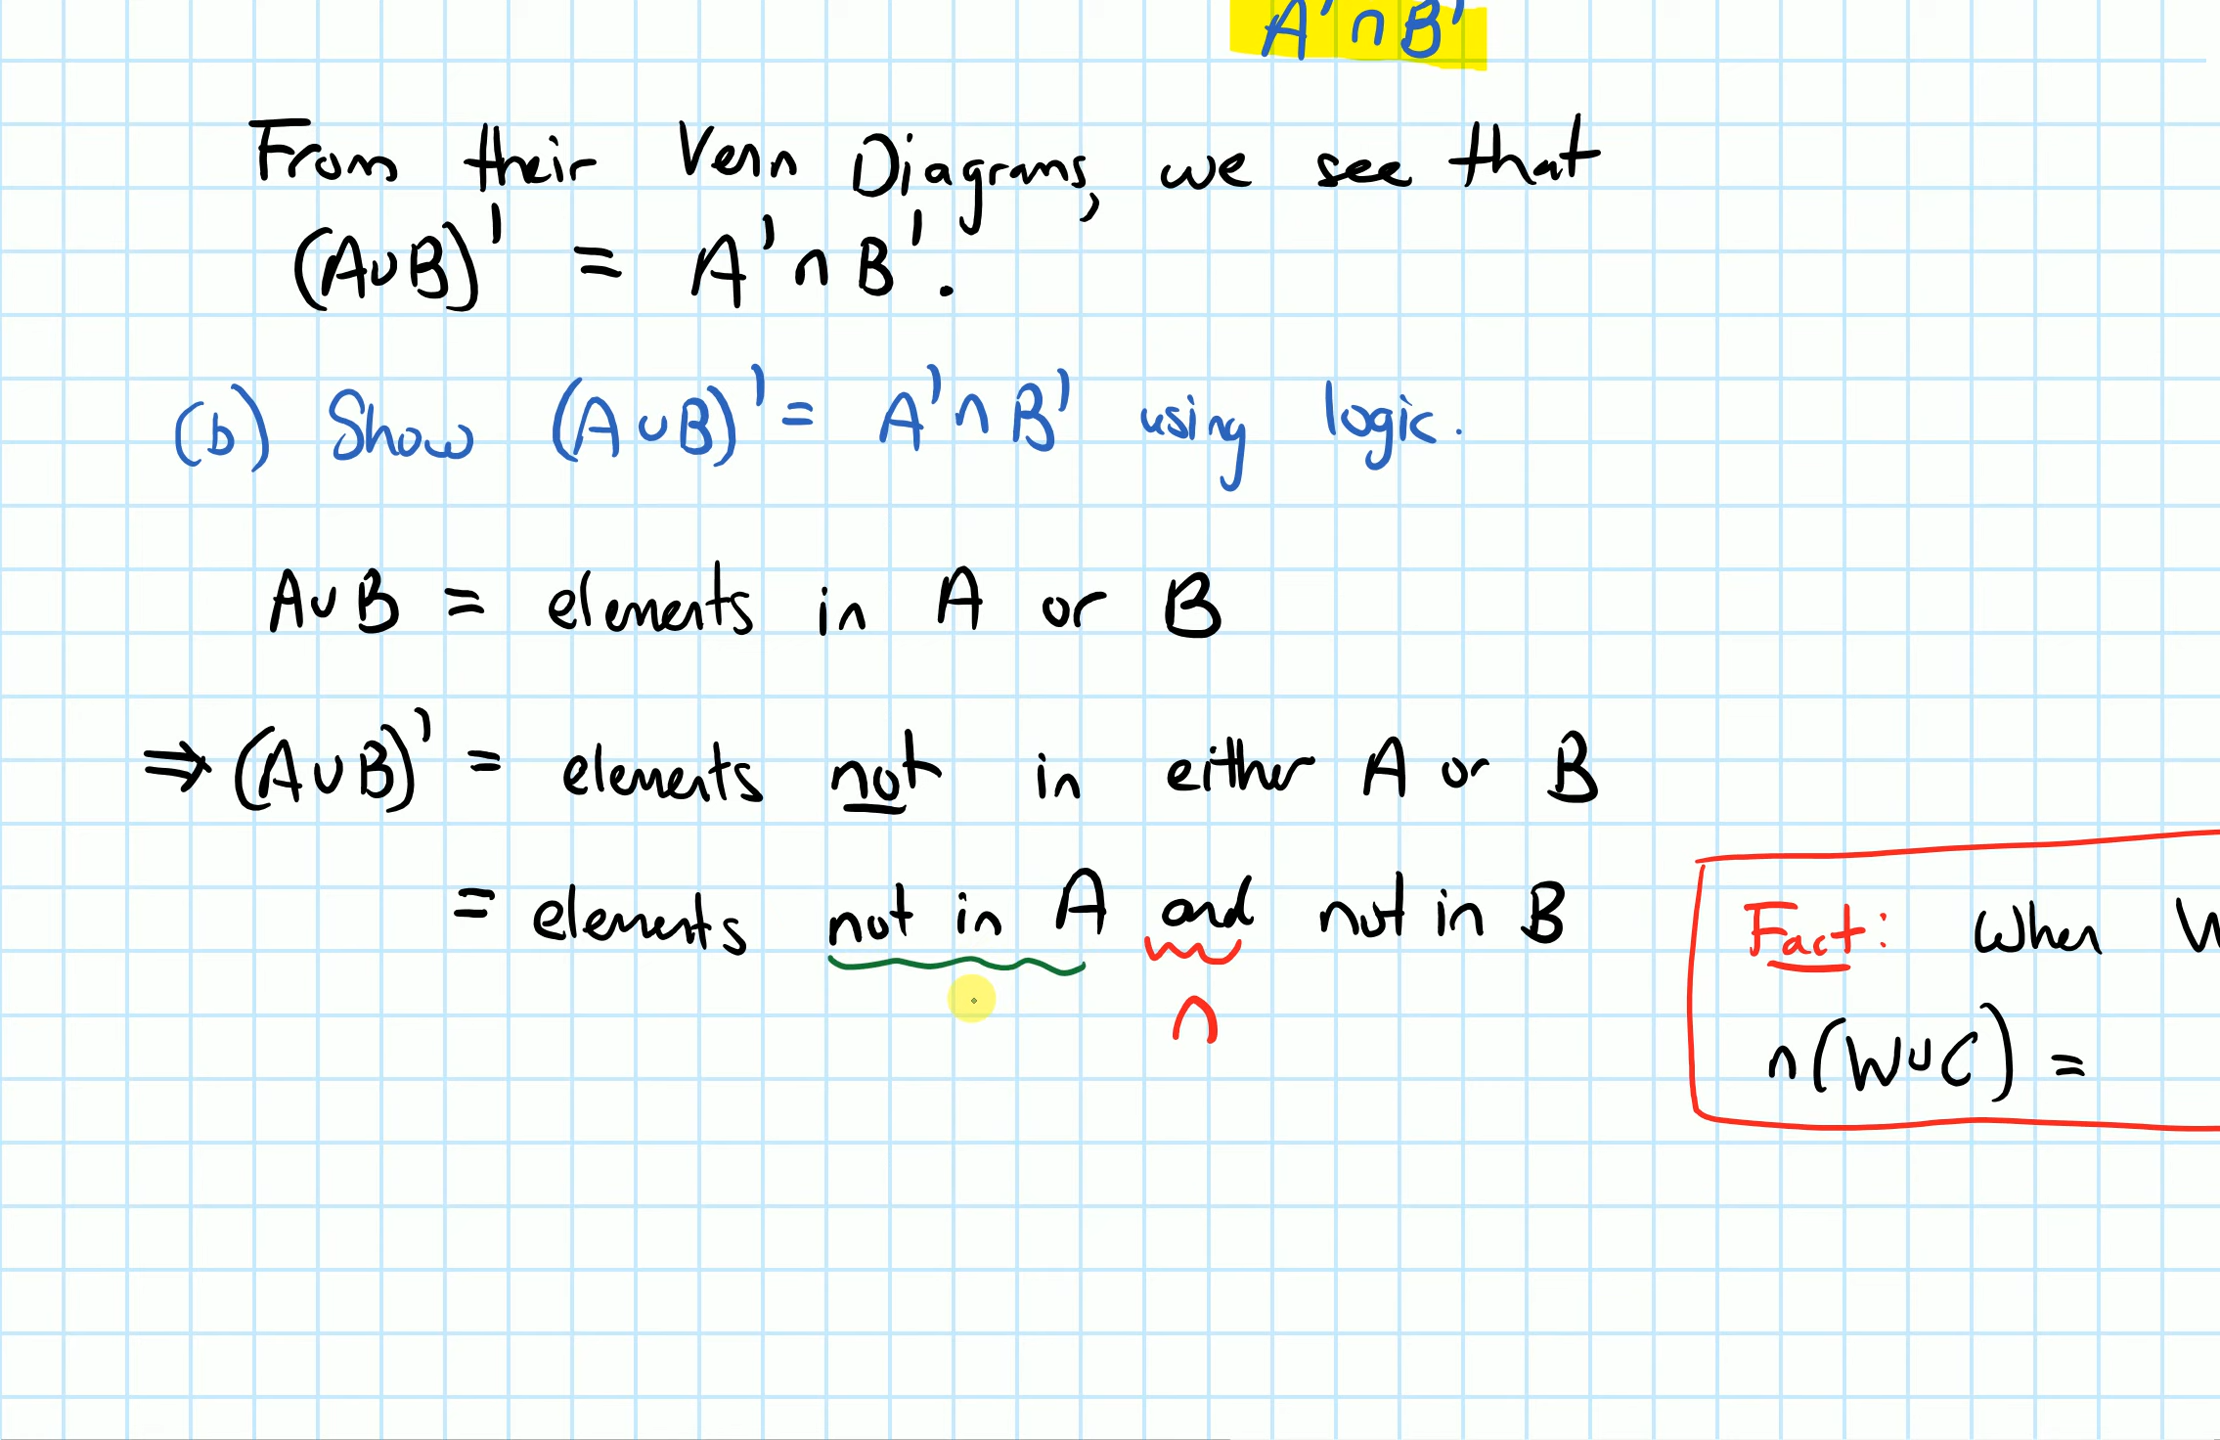 A'∩B'
From their Venn Diagrams, we see that
(A∪B)' = A'∩B'.
(b) Show (A∪B)' = A'∩B' using logic.
A∪B = elements in A or B
⇒ (A∪B)' = elements not in either A or B
= elements not in A and not in B
∩
Fact: When W
n(W∪C) =